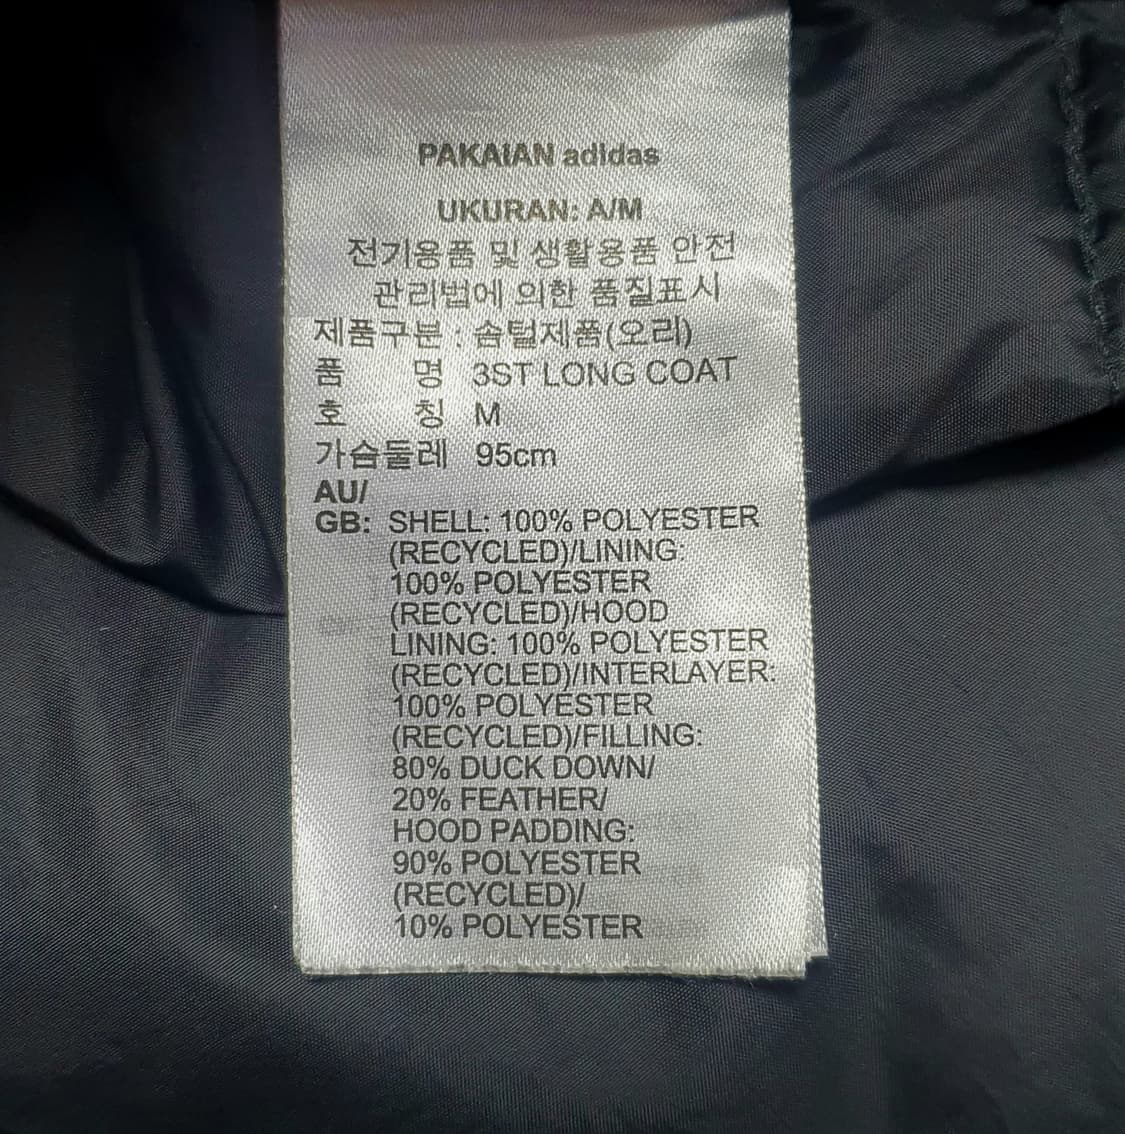 PAKAIAN adidas
UKURAN: A/M
전기용품 및 생활용품 안전
관리법에 의한 품질표시
제품구분 : 솜털제품(오리)
품 명 3ST LONG COAT
호 칭 M
가슴둘레 95cm
AU/
GB: SHELL: 100% POLYESTER
(RECYCLED)/LINING:
100% POLYESTER
(RECYCLED)/HOOD
LINING: 100% POLYESTER
(RECYCLED)/INTERLAYER:
100% POLYESTER
(RECYCLED)/FILLING:
80% DUCK DOWN/
20% FEATHER/
HOOD PADDING:
90% POLYESTER
(RECYCLED)/
10% POLYESTER